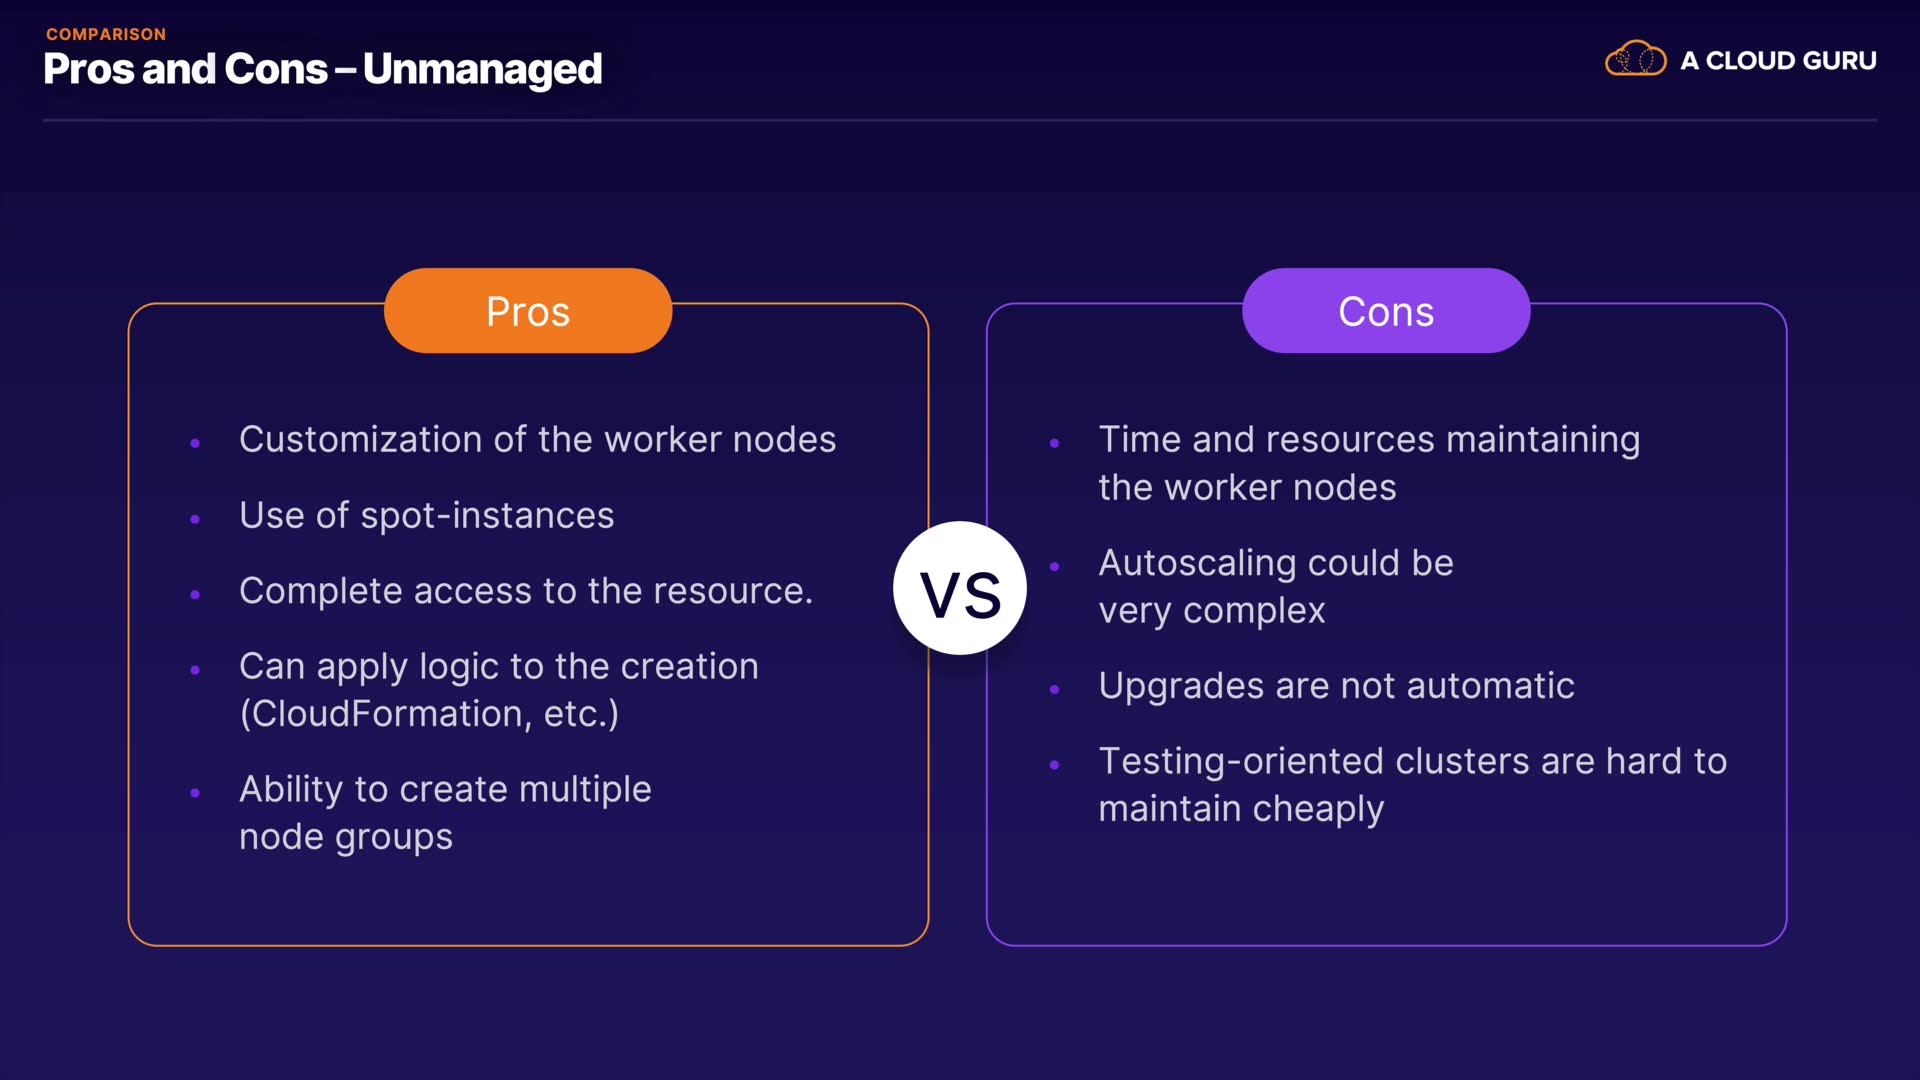 COMPARISON
Pros and Cons – Unmanaged
A CLOUD GURU
Pros
Customization of the worker nodes
Use of spot-instances
Complete access to the resource.
Can apply logic to the creation
(CloudFormation, etc.)
Ability to create multiple
node groups
VS
Cons
Time and resources maintaining
the worker nodes
Autoscaling could be
very complex
Upgrades are not automatic
Testing-oriented clusters are hard to
maintain cheaply